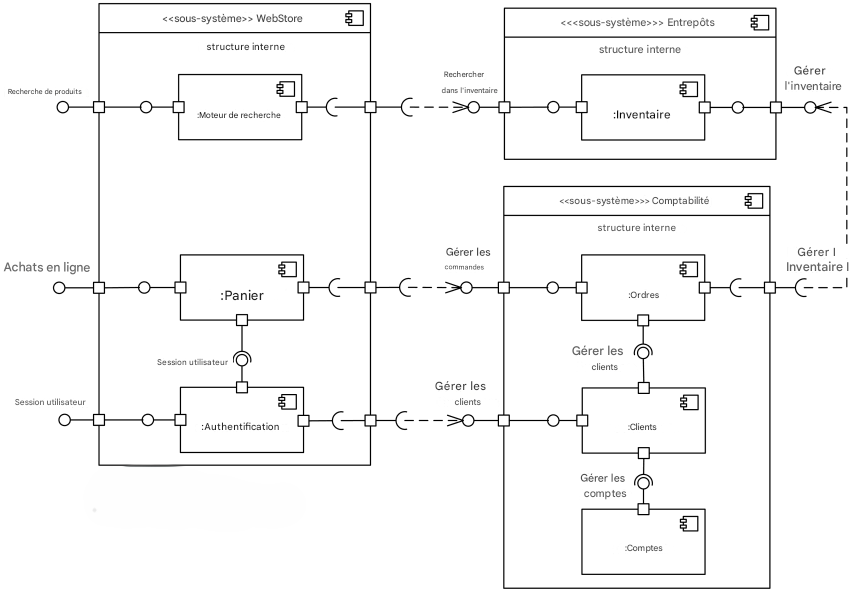 <<sous-système>> WebStore
structure interne
Recherche de produits
:Moteur de recherche
Rechercher
dans l'inventaire
<<<sous-système>>> Entrepôts
structure interne
:Inventaire
Gérer
l'inventaire
<<sous-système>>> Comptabilité
structure interne
Achats en ligne
:Panier
Gérer les
commandes
:Ordres
Gérer l
Inventaire l
Session utilisateur
Gérer les
clients
Session utilisateur
:Authentification
Gérer les
clients
:Clients
Gérer les
comptes
:Comptes